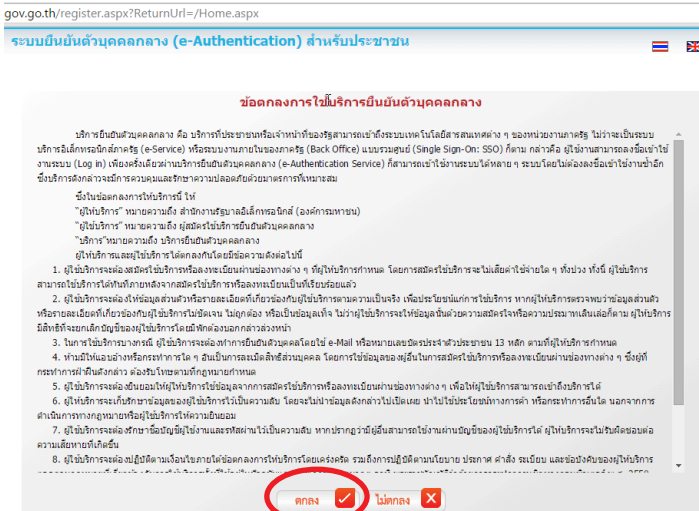 gov.go.th/register.aspx?ReturnUrl=/Home.aspx
ระบบยืนยันตัวบุคคลกลาง (e-Authentication) สำหรับประชาชน
ข้อตกลงการใช้บริการยืนยันตัวบุคคลกลาง
บริการยืนยันตัวบุคคลกลาง คือ บริการที่ประชาชนหรือเจ้าหน้าที่ของรัฐสามารถเข้าถึงระบบเทคโนโลยีสารสนเทศต่าง ๆ ของหน่วยงานภาครัฐ ไม่ว่าจะเป็นระบบ
บริการอิเล็กทรอนิกส์ภาครัฐ (e-Service) หรือระบบงานภายในของภาครัฐ (Back Office) แบบรวมศูนย์ (Single Sign-On: SSO) ก็ตาม กล่าวคือ ผู้ใช้งานสามารถลงชื่อเข้าใช้
งานระบบ (Log in) เพียงครั้งเดียวผ่านบริการยืนยันตัวบุคคลกลาง (e-Authentication Service) ก็สามารถเข้าใช้งานระบบได้หลาย ๆ ระบบโดยไม่ต้องลงชื่อเข้าใช้งานซ้ำอีก
ซึ่งบริการดังกล่าวจะมีการควบคุมและรักษาความปลอดภัยด้วยมาตรการที่เหมาะสม
ซึ่งในข้อตกลงการให้บริการนี้ ให้
"ผู้ให้บริการ" หมายความถึง สำนักงานรัฐบาลอิเล็กทรอนิกส์ (องค์การมหาชน)
"ผู้ใช้บริการ" หมายความถึง ผู้สมัครใช้บริการยืนยันตัวบุคคลกลาง
"บริการ"หมายความถึง บริการยืนยันตัวบุคคลกลาง
ผู้ให้บริการและผู้ใช้บริการได้ตกลงกันโดยมีข้อความดังต่อไปนี้
1. ผู้ใช้บริการจะต้องสมัครใช้บริการหรือลงทะเบียนผ่านช่องทางต่าง ๆ ที่ผู้ให้บริการกำหนด โดยการสมัครใช้บริการจะไม่เสียค่าใช้จ่ายใด ๆ ทั้งปวง ทั้งนี้ ผู้ใช้บริการ
สามารถใช้บริการได้ทันทีภายหลังจากสมัครใช้บริการหรือลงทะเบียนเป็นที่เรียบร้อยแล้ว
2. ผู้ใช้บริการจะต้องให้ข้อมูลส่วนตัวหรือรายละเอียดที่เกี่ยวข้องกับผู้ใช้บริการตามความเป็นจริง เพื่อประโยชน์แก่การใช้บริการ หากผู้ให้บริการตรวจพบว่าข้อมูลส่วนตัว
หรือรายละเอียดที่เกี่ยวข้องกับผู้ใช้บริการไม่ชัดเจน ไม่ถูกต้อง หรือเป็นข้อมูลเท็จ ไม่ว่าผู้ใช้บริการจะให้ข้อมูลนั้นด้วยความสมัครใจหรือความประมาทเลินเล่อก็ตาม ผู้ให้บริการ
มีสิทธิที่จะยกเลิกบัญชีของผู้ใช้บริการโดยมิพักต้องบอกกล่าวล่วงหน้า
3. ในการใช้บริการบางกรณี ผู้ใช้บริการจะต้องทำการยืนยันตัวบุคคลโดยใช้ e-Mail หรือหมายเลขบัตรประจำตัวประชาชน 13 หลัก ตามที่ผู้ให้บริการกำหนด
4. ห้ามมิให้แอบอ้างหรือกระทำการใด ๆ อันเป็นการละเมิดสิทธิส่วนบุคคล โดยการใช้ข้อมูลของผู้อื่นในการสมัครใช้บริการหรือลงทะเบียนผ่านช่องทางต่าง ๆ ซึ่งผู้ที่
กระทำการฝ่าฝืนดังกล่าว ต้องรับโทษตามที่กฎหมายกำหนด
5. ผู้ใช้บริการจะต้องยินยอมให้ผู้ให้บริการใช้ข้อมูลจากการสมัครใช้บริการหรือลงทะเบียนผ่านช่องทางต่าง ๆ เพื่อให้ผู้ใช้บริการสามารถเข้าถึงบริการได้
6. ผู้ให้บริการจะเก็บรักษาข้อมูลของผู้ใช้บริการไว้เป็นความลับ โดยจะไม่นำข้อมูลดังกล่าวไปเปิดเผย นำไปใช้ประโยชน์ทางการค้า หรือกระทำการอื่นใด นอกจากการ
ดำเนินการทางกฎหมายหรือผู้ใช้บริการให้ความยินยอม
7. ผู้ใช้บริการจะต้องรักษาชื่อบัญชีผู้ใช้งานและรหัสผ่านไว้เป็นความลับ หากปรากฏว่ามีผู้อื่นสามารถใช้งานผ่านบัญชีของผู้ใช้บริการได้ ผู้ให้บริการจะไม่รับผิดชอบต่อ
ความเสียหายที่เกิดขึ้น
8. ผู้ใช้บริการจะต้องปฏิบัติตามเงื่อนไขภายใต้ข้อตกลงการให้บริการโดยเคร่งครัด รวมถึงการปฏิบัติตามนโยบาย ประกาศ คำสั่ง ระเบียบ และข้อบังคับของผู้ให้บริการ
ตกลง ไม่ตกลง